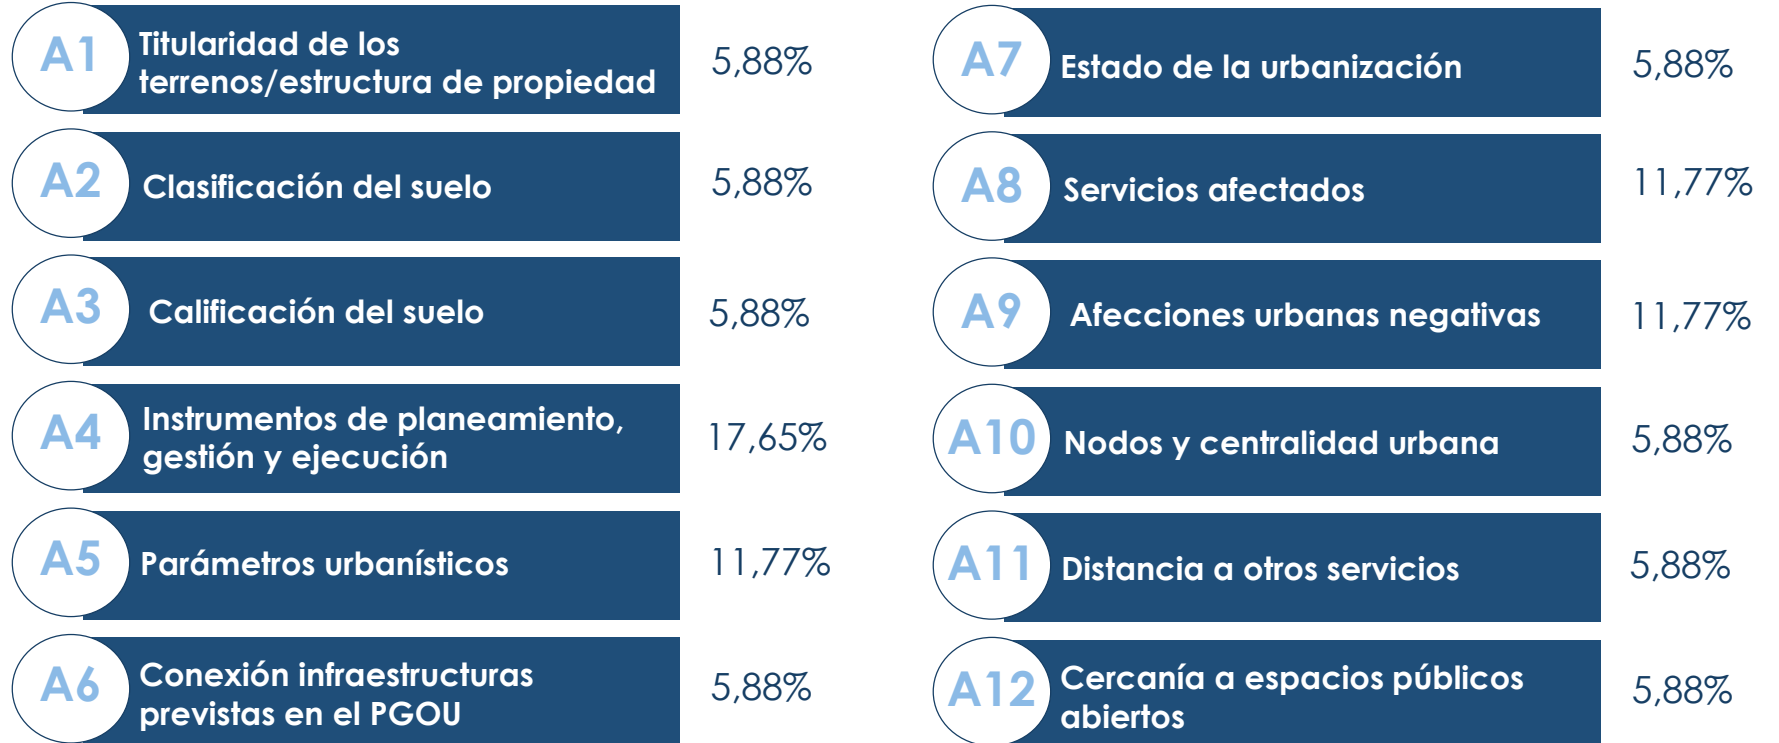 A1
Titularidad de los
terrenos/estructura de propiedad
5,88%
A2
Clasificación del suelo
5,88%
A3
Calificación del suelo
5,88%
A4
Instrumentos de planeamiento,
gestión y ejecución
17,65%
A5
Parámetros urbanísticos
11,77%
A6
Conexión infraestructuras
previstas en el PGOU
5,88%
A7
Estado de la urbanización
5,88%
A8
Servicios afectados
11,77%
A9
Afecciones urbanas negativas
11,77%
A10
Nodos y centralidad urbana
5,88%
A11
Distancia a otros servicios
5,88%
A12
Cercanía a espacios públicos
abiertos
5,88%